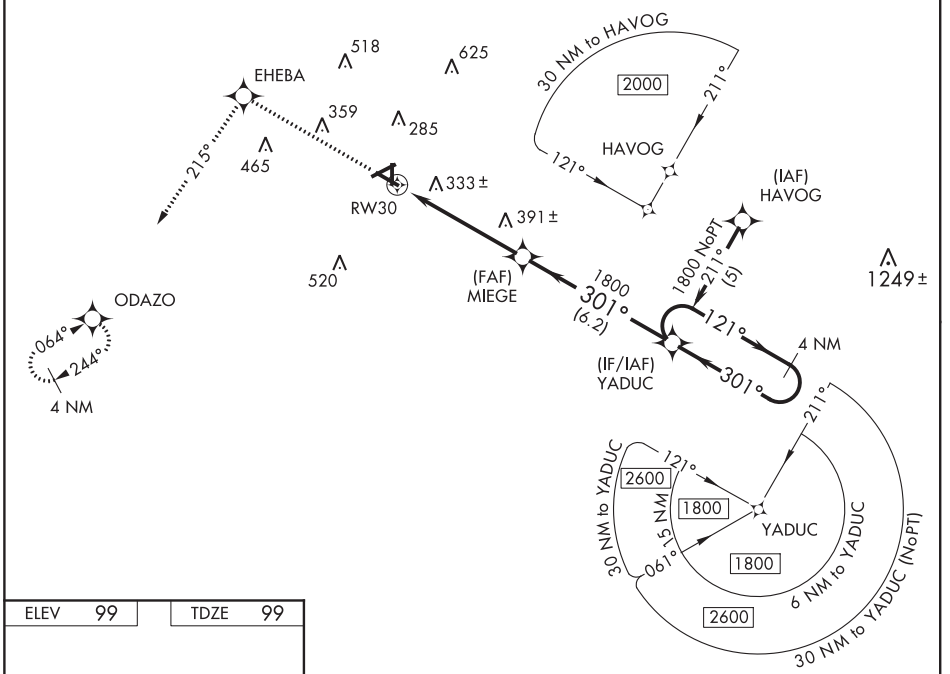 518
625
EHEBA
359
285
465
215°
RW30
333±
391±
520
(FAF)
MIEGE
1800
301°
(6.2)
ODAZO
064°
244°
4 NM
30 NM to HAVOG
2000
211°
HAVOG
121°
(IAF)
HAVOG
1800 NoPT
211°
(5)
1249±
121°
4 NM
(IF/IAF)
YADUC
301°
211°
30 NM to YADUC
2600
121°
1800
15 NM
061°
YADUC
1800
6 NM to YADUC
2600
30 NM to YADUC (NoPT)
ELEV 99
TDZE 99